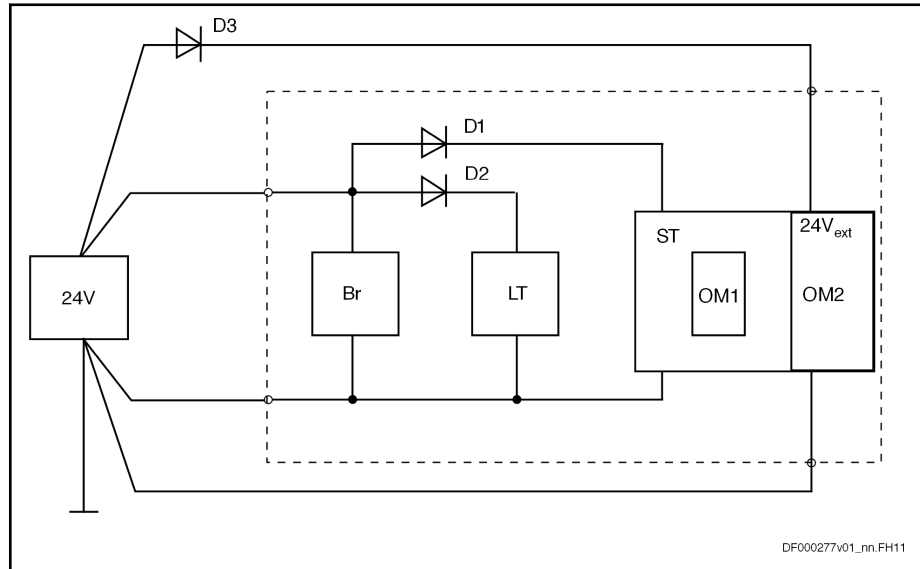 D3
D1
D2
24V
Br
LT
ST
OM1
24Vext
OM2
DF000277v01_nn.FH11